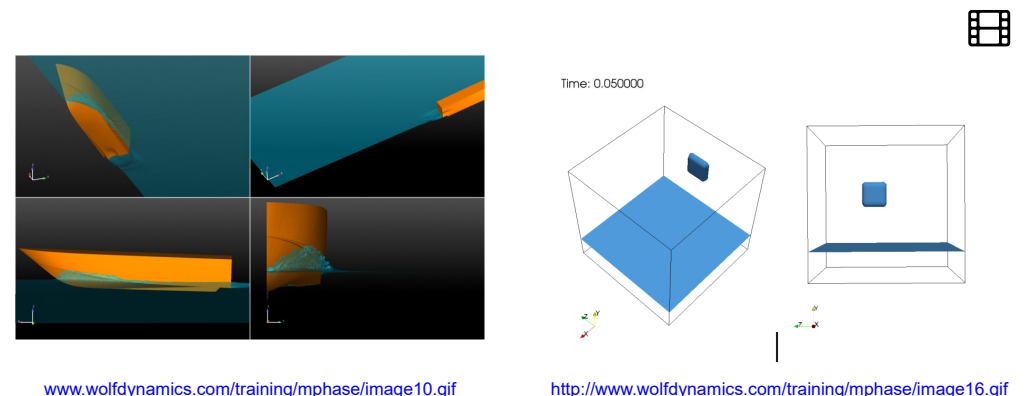 Time: 0.050000
Z Y
X
Y
Z X
www.wolfdynamics.com/training/mphase/image10.gif
http://www.wolfdynamics.com/training/mphase/image16.gif